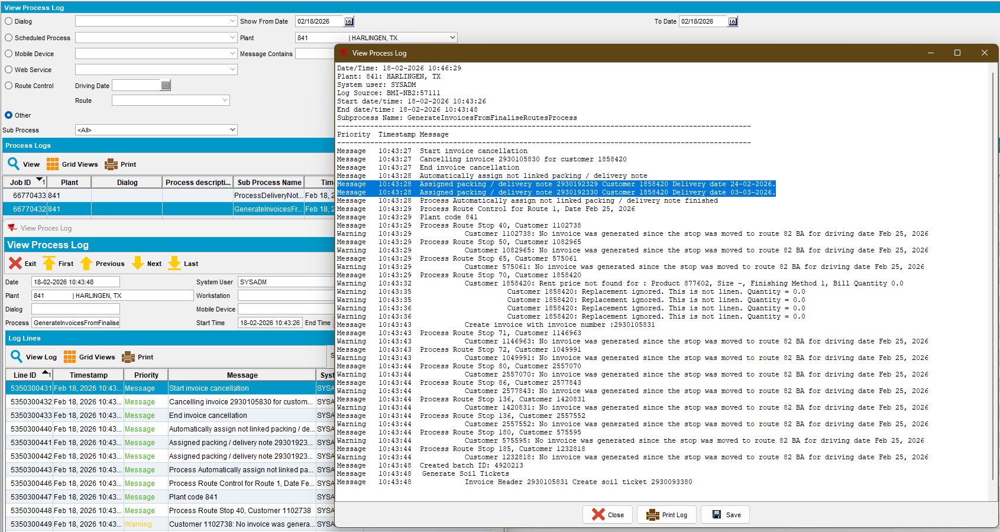 View Process Log
Dialog
Show From Date 02/18/2026 16
To Date 02/18/2026 16
Scheduled Process
Plant 841 | HARLINGEN, TX
Mobile Device
Message Contains
Web Service
Route Control
Driving Date 16
Route
Other
Sub Process <All>
Process Logs
View Grid Views Print
Job ID 1 Plant Dialog Process descripti... Sub Process Name
66770433 841 ProcessDeliveryNot... Feb 18, 2
66770432 841 GenerateInvoicesFr... Feb 18, 2
View Proces Log
View Process Log
Exit First Previous Next Last
Date 18-02-2026 10:43:48 System User SYSADM
Plant 841 | HARLINGEN, TX Workstation
Dialog Mobile Device
Process GenerateInvoicesFromFinalise Start Time 18-02-2026 10:43:26 End Time
Log Lines
View Log Grid Views Print
Line ID 1 Timestamp Priority Message
5350300431 Feb 18, 2026 10:43... Message Start invoice cancellation SYSA
5350300432 Feb 18, 2026 10:43... Message Cancelling invoice 2930105830 for custom... SYSA
5350300433 Feb 18, 2026 10:43... Message End invoice cancellation SYSA
5350300440 Feb 18, 2026 10:43... Message Automatically assign not linked packing / de... SYSA
5350300441 Feb 18, 2026 10:43... Message Assigned packing / delivery note 29301923... SYSA
5350300442 Feb 18, 2026 10:43... Message Assigned packing / delivery note 29301923... SYSA
5350300443 Feb 18, 2026 10:43... Message Process Automatically assign not linked pa... SYSA
5350300446 Feb 18, 2026 10:43... Message Process Route Control for Route 1, Date Fe... SYSA
5350300447 Feb 18, 2026 10:43... Message Plant code 841 SYSA
5350300448 Feb 18, 2026 10:43... Message Process Route Stop 40, Customer 1102738 SYSA
5350300449 Feb 18, 2026 10:43... Warning Customer 1102738: No invoice was genera... SYSA
View Process Log
Date/Time: 18-02-2026 10:46:29
Plant: 841: HARLINGEN, TX
System user: SYSADM
Log Source: BMI-NB2:57111
Start date/time: 18-02-2026 10:43:26
End date/time: 18-02-2026 10:43:48
Subprocess Name: GenerateInvoicesFromFinaliseRoutesProcess
Priority Timestamp Message
Message 10:43:27 Start invoice cancellation
Message 10:43:27 Cancelling invoice 2930105830 for customer 1858420
Message 10:43:27 End invoice cancellation
Message 10:43:28 Automatically assign not linked packing / delivery note
Message 10:43:28 Assigned packing / delivery note 2930192329 Customer 1858420 Delivery date 24-02-2026.
Message 10:43:28 Assigned packing / delivery note 2930192330 Customer 1858420 Delivery date 03-03-2026.
Message 10:43:28 Process Automatically assign not linked packing / delivery note finished
Message 10:43:29 Process Route Control for Route 1, Date Feb 25, 2026
Message 10:43:29 Plant code 841
Message 10:43:29 Process Route Stop 40, Customer 1102738
Warning 10:43:29 Customer 1102738: No invoice was generated since the stop was moved to route 82 BA for driving date Feb 25, 2026
Message 10:43:29 Process Route Stop 50, Customer 1082965
Warning 10:43:29 Customer 1082965: No invoice was generated since the stop was moved to route 82 BA for driving date Feb 25, 2026
Message 10:43:29 Process Route Stop 65, Customer 575061
Warning 10:43:29 Customer 575061: No invoice was generated since the stop was moved to route 82 BA for driving date Feb 25, 2026
Message 10:43:29 Process Route Stop 70, Customer 1858420
Warning 10:43:32 Customer 1858420: Rent price not found for : Product 877602, Size -, Finishing Method 1, Bill Quantity 0.0
Warning 10:43:35 Customer 1858420: Replacement ignored. This is not linen. Quantity = 0.0
Warning 10:43:35 Customer 1858420: Replacement ignored. This is not linen. Quantity = 0.0
Warning 10:43:36 Customer 1858420: Replacement ignored. This is not linen. Quantity = 0.0
Warning 10:43:36 Customer 1858420: Replacement ignored. This is not linen. Quantity = 0.0
Message 10:43:43 Create invoice with invoice number :2930105831
Message 10:43:43 Process Route Stop 71, Customer 1146963
Warning 10:43:43 Customer 1146963: No invoice was generated since the stop was moved to route 82 BA for driving date Feb 25, 2026
Message 10:43:43 Process Route Stop 72, Customer 1049991
Warning 10:43:43 Customer 1049991: No invoice was generated since the stop was moved to route 82 BA for driving date Feb 25, 2026
Message 10:43:44 Process Route Stop 80, Customer 2557070
Warning 10:43:44 Customer 2557070: No invoice was generated since the stop was moved to route 82 BA for driving date Feb 25, 2026
Message 10:43:44 Process Route Stop 86, Customer 2577843
Warning 10:43:44 Customer 2577843: No invoice was generated since the stop was moved to route 82 BA for driving date Feb 25, 2026
Message 10:43:44 Process Route Stop 136, Customer 1420831
Warning 10:43:44 Customer 1420831: No invoice was generated since the stop was moved to route 82 BA for driving date Feb 25, 2026
Message 10:43:44 Process Route Stop 136, Customer 2557552
Warning 10:43:44 Customer 2557552: No invoice was generated since the stop was moved to route 82 BA for driving date Feb 25, 2026
Message 10:43:44 Process Route Stop 180, Customer 575595
Warning 10:43:44 Customer 575595: No invoice was generated since the stop was moved to route 82 BA for driving date Feb 25, 2026
Message 10:43:44 Process Route Stop 185, Customer 1232818
Warning 10:43:44 Customer 1232818: No invoice was generated since the stop was moved to route 82 BA for driving date Feb 25, 2026
Message 10:43:48 Created batch ID: 4920213
Message 10:43:48 Generate Soil Tickets
Message 10:43:48 Invoice Header 2930105831 Create soil ticket 2930093380
Close Print Log Save